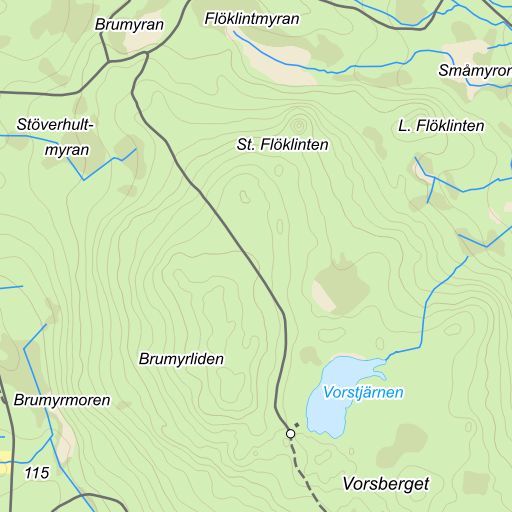 Brumyran
Flöklintmyran
Småmyror
Stöverhult-
myran
L. Flöklinten
St. Flöklinten
Brumyrliden
Vorstjärnen
Brumyrmoren
115
Vorsberget